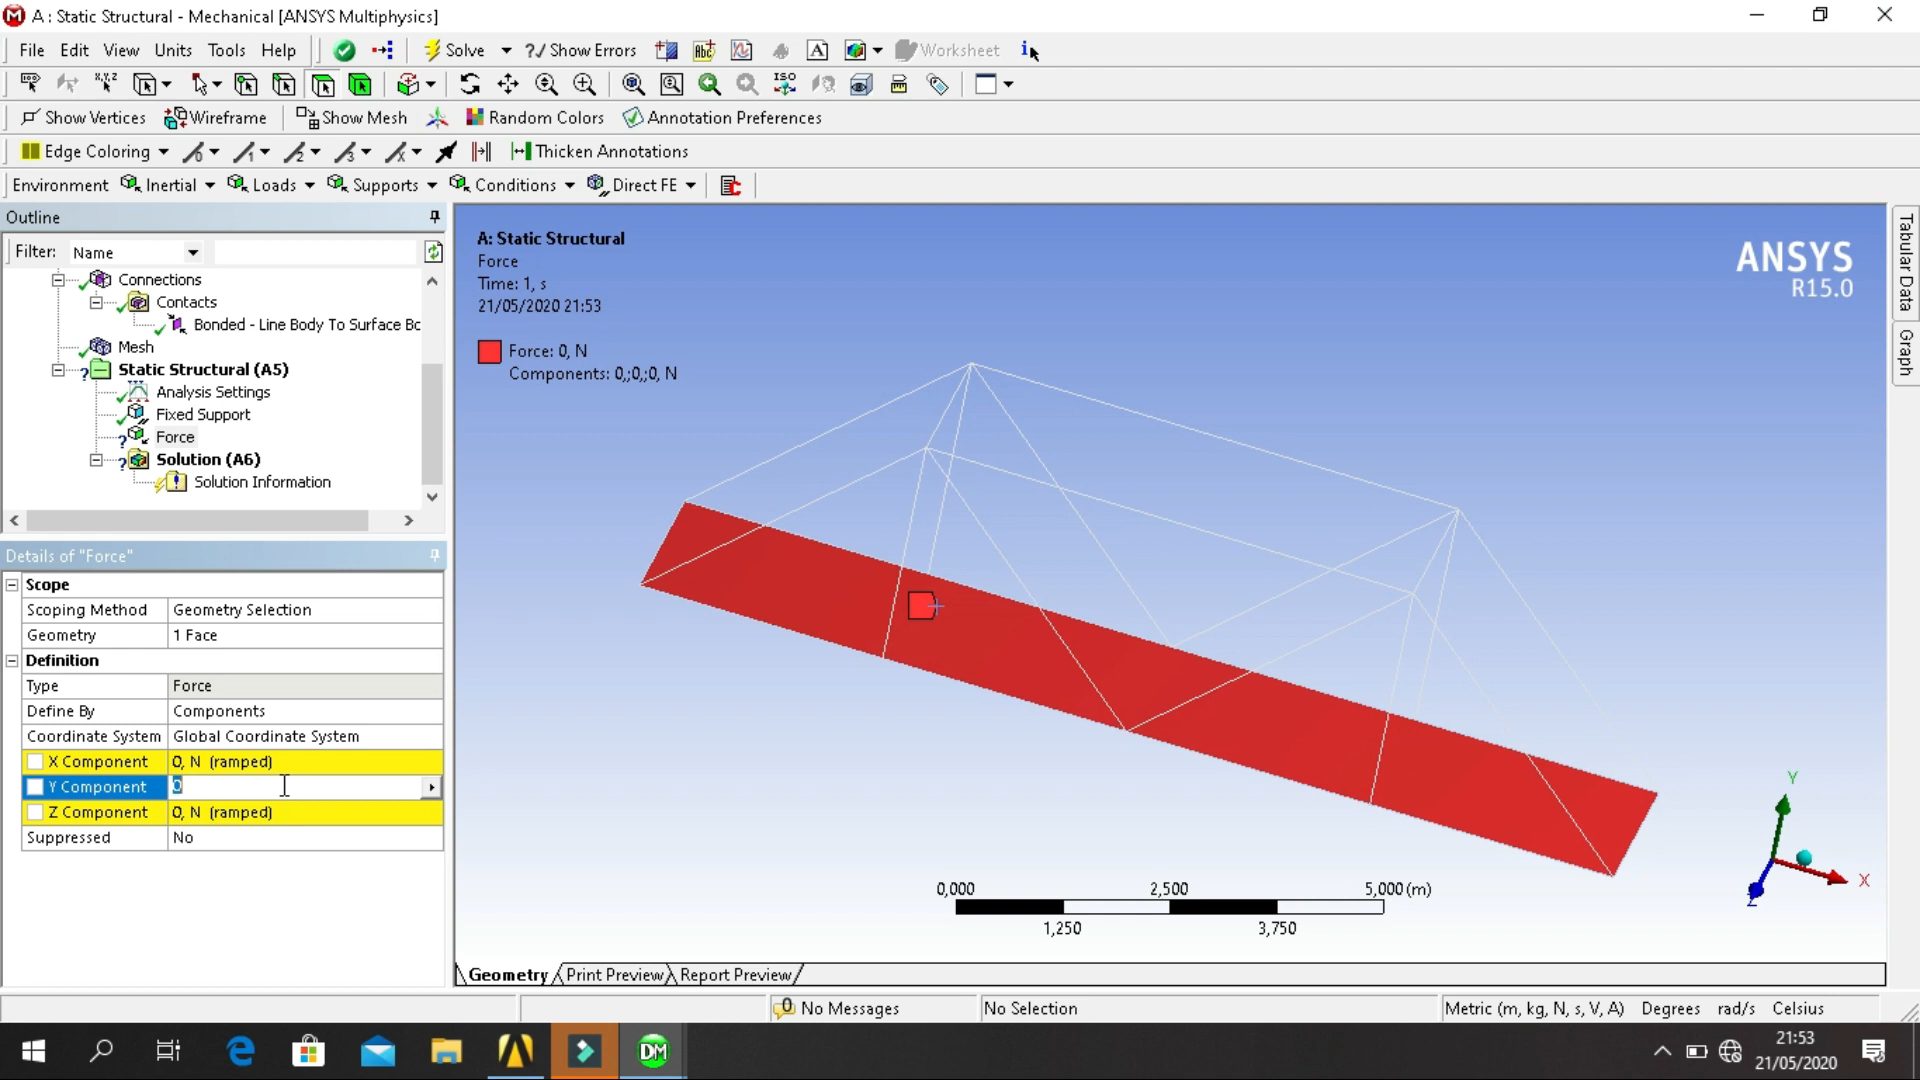 A : Static Structural - Mechanical [ANSYS Multiphysics]
File Edit View Units Tools Help Solve ?/ Show Errors Worksheet
Show Vertices Wireframe Show Mesh Random Colors Annotation Preferences
Edge Coloring Thicken Annotations
Environment Inertial Loads Supports Conditions Direct FE
Outline
Filter: Name
Connections
Contacts
Bonded - Line Body To Surface Bo
Mesh
Static Structural (A5)
Analysis Settings
Fixed Support
Force
Solution (A6)
Solution Information
Details of "Force"
Scope
Scoping Method Geometry Selection
Geometry 1 Face
Definition
Type Force
Define By Components
Coordinate System Global Coordinate System
X Component 0, N (ramped)
Y Component 0
Z Component 0, N (ramped)
Suppressed No
A: Static Structural
Force
Time: 1, s
21/05/2020 21:53
Force: 0, N
Components: 0,;0,;0, N
ANSYS
R15.0
Tabular Data
Graph
Y
X
Z
0,000 2,500 5,000 (m)
1,250 3,750
Geometry Print Preview Report Preview
No Messages No Selection Metric (m, kg, N, s, V, A) Degrees rad/s Celsius
DM
21:53
21/05/2020